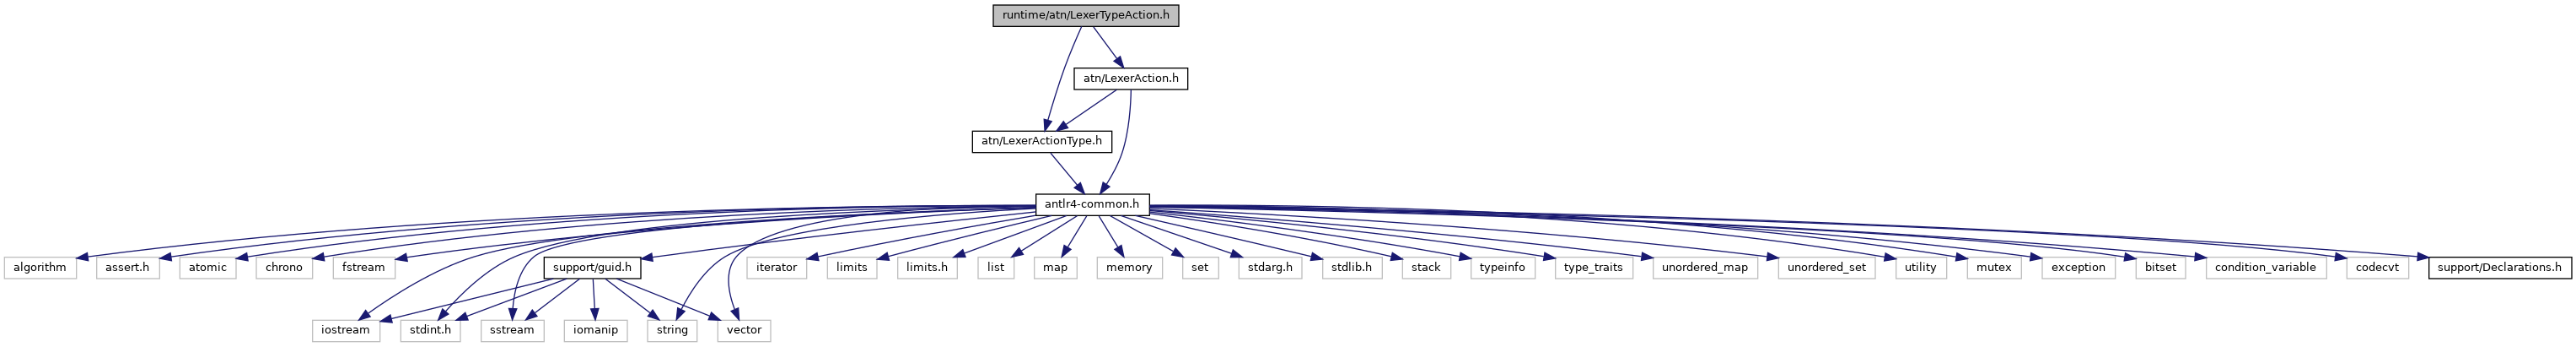 runtime/atn/LexerTypeAction.h
atn/LexerAction.h
atn/LexerActionType.h
antlr4-common.h
algorithm
assert.h
atomic
chrono
fstream
support/guid.h
iterator
limits
limits.h
list
map
memory
set
stdarg.h
stdlib.h
stack
typeinfo
type_traits
unordered_map
unordered_set
utility
mutex
exception
bitset
condition_variable
codecvt
support/Declarations.h
iostream
stdint.h
sstream
iomanip
string
vector